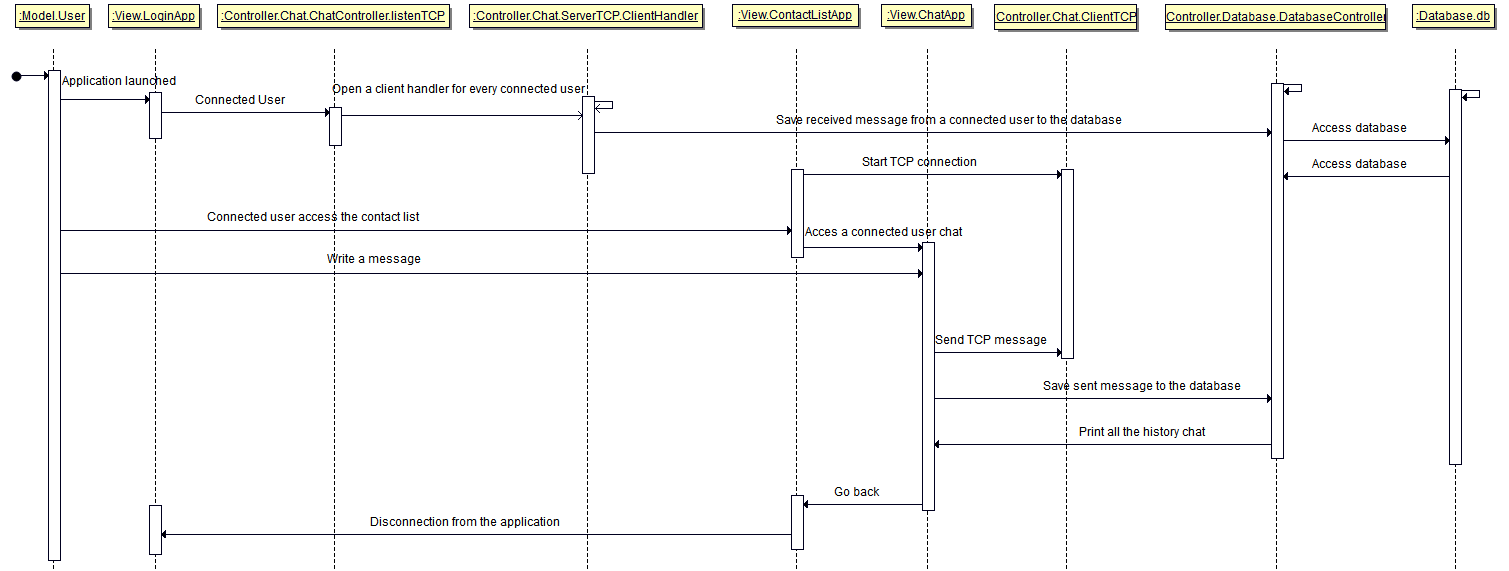 :Model.User
:View.LoginApp
:Controller.Chat.ChatController.listenTCP
:Controller.Chat.ServerTCP.ClientHandler
:View.ContactListApp
:View.ChatApp
Controller.Chat.ClientTCP
Controller.Database.DatabaseController
:Database.db
Application launched
Open a client handler for every connected user
Connected User
Save received message from a connected user to the database
Access database
Start TCP connection
Access database
Connected user access the contact list
Acces a connected user chat
Write a message
Send TCP message
Save sent message to the database
Print all the history chat
Go back
Disconnection from the application